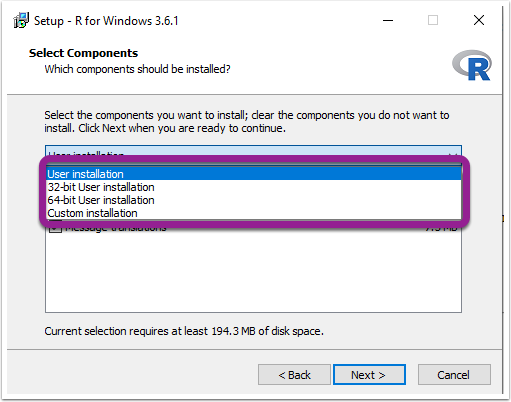 Setup - R for Windows 3.6.1
Select Components
Which components should be installed?
R
Select the components you want to install; clear the components you do not want to
install. Click Next when you are ready to continue.
User installation
User installation
32-bit User installation
64-bit User installation
Custom installation
Message translations 7.3 MB
Current selection requires at least 194.3 MB of disk space.
< Back Next > Cancel